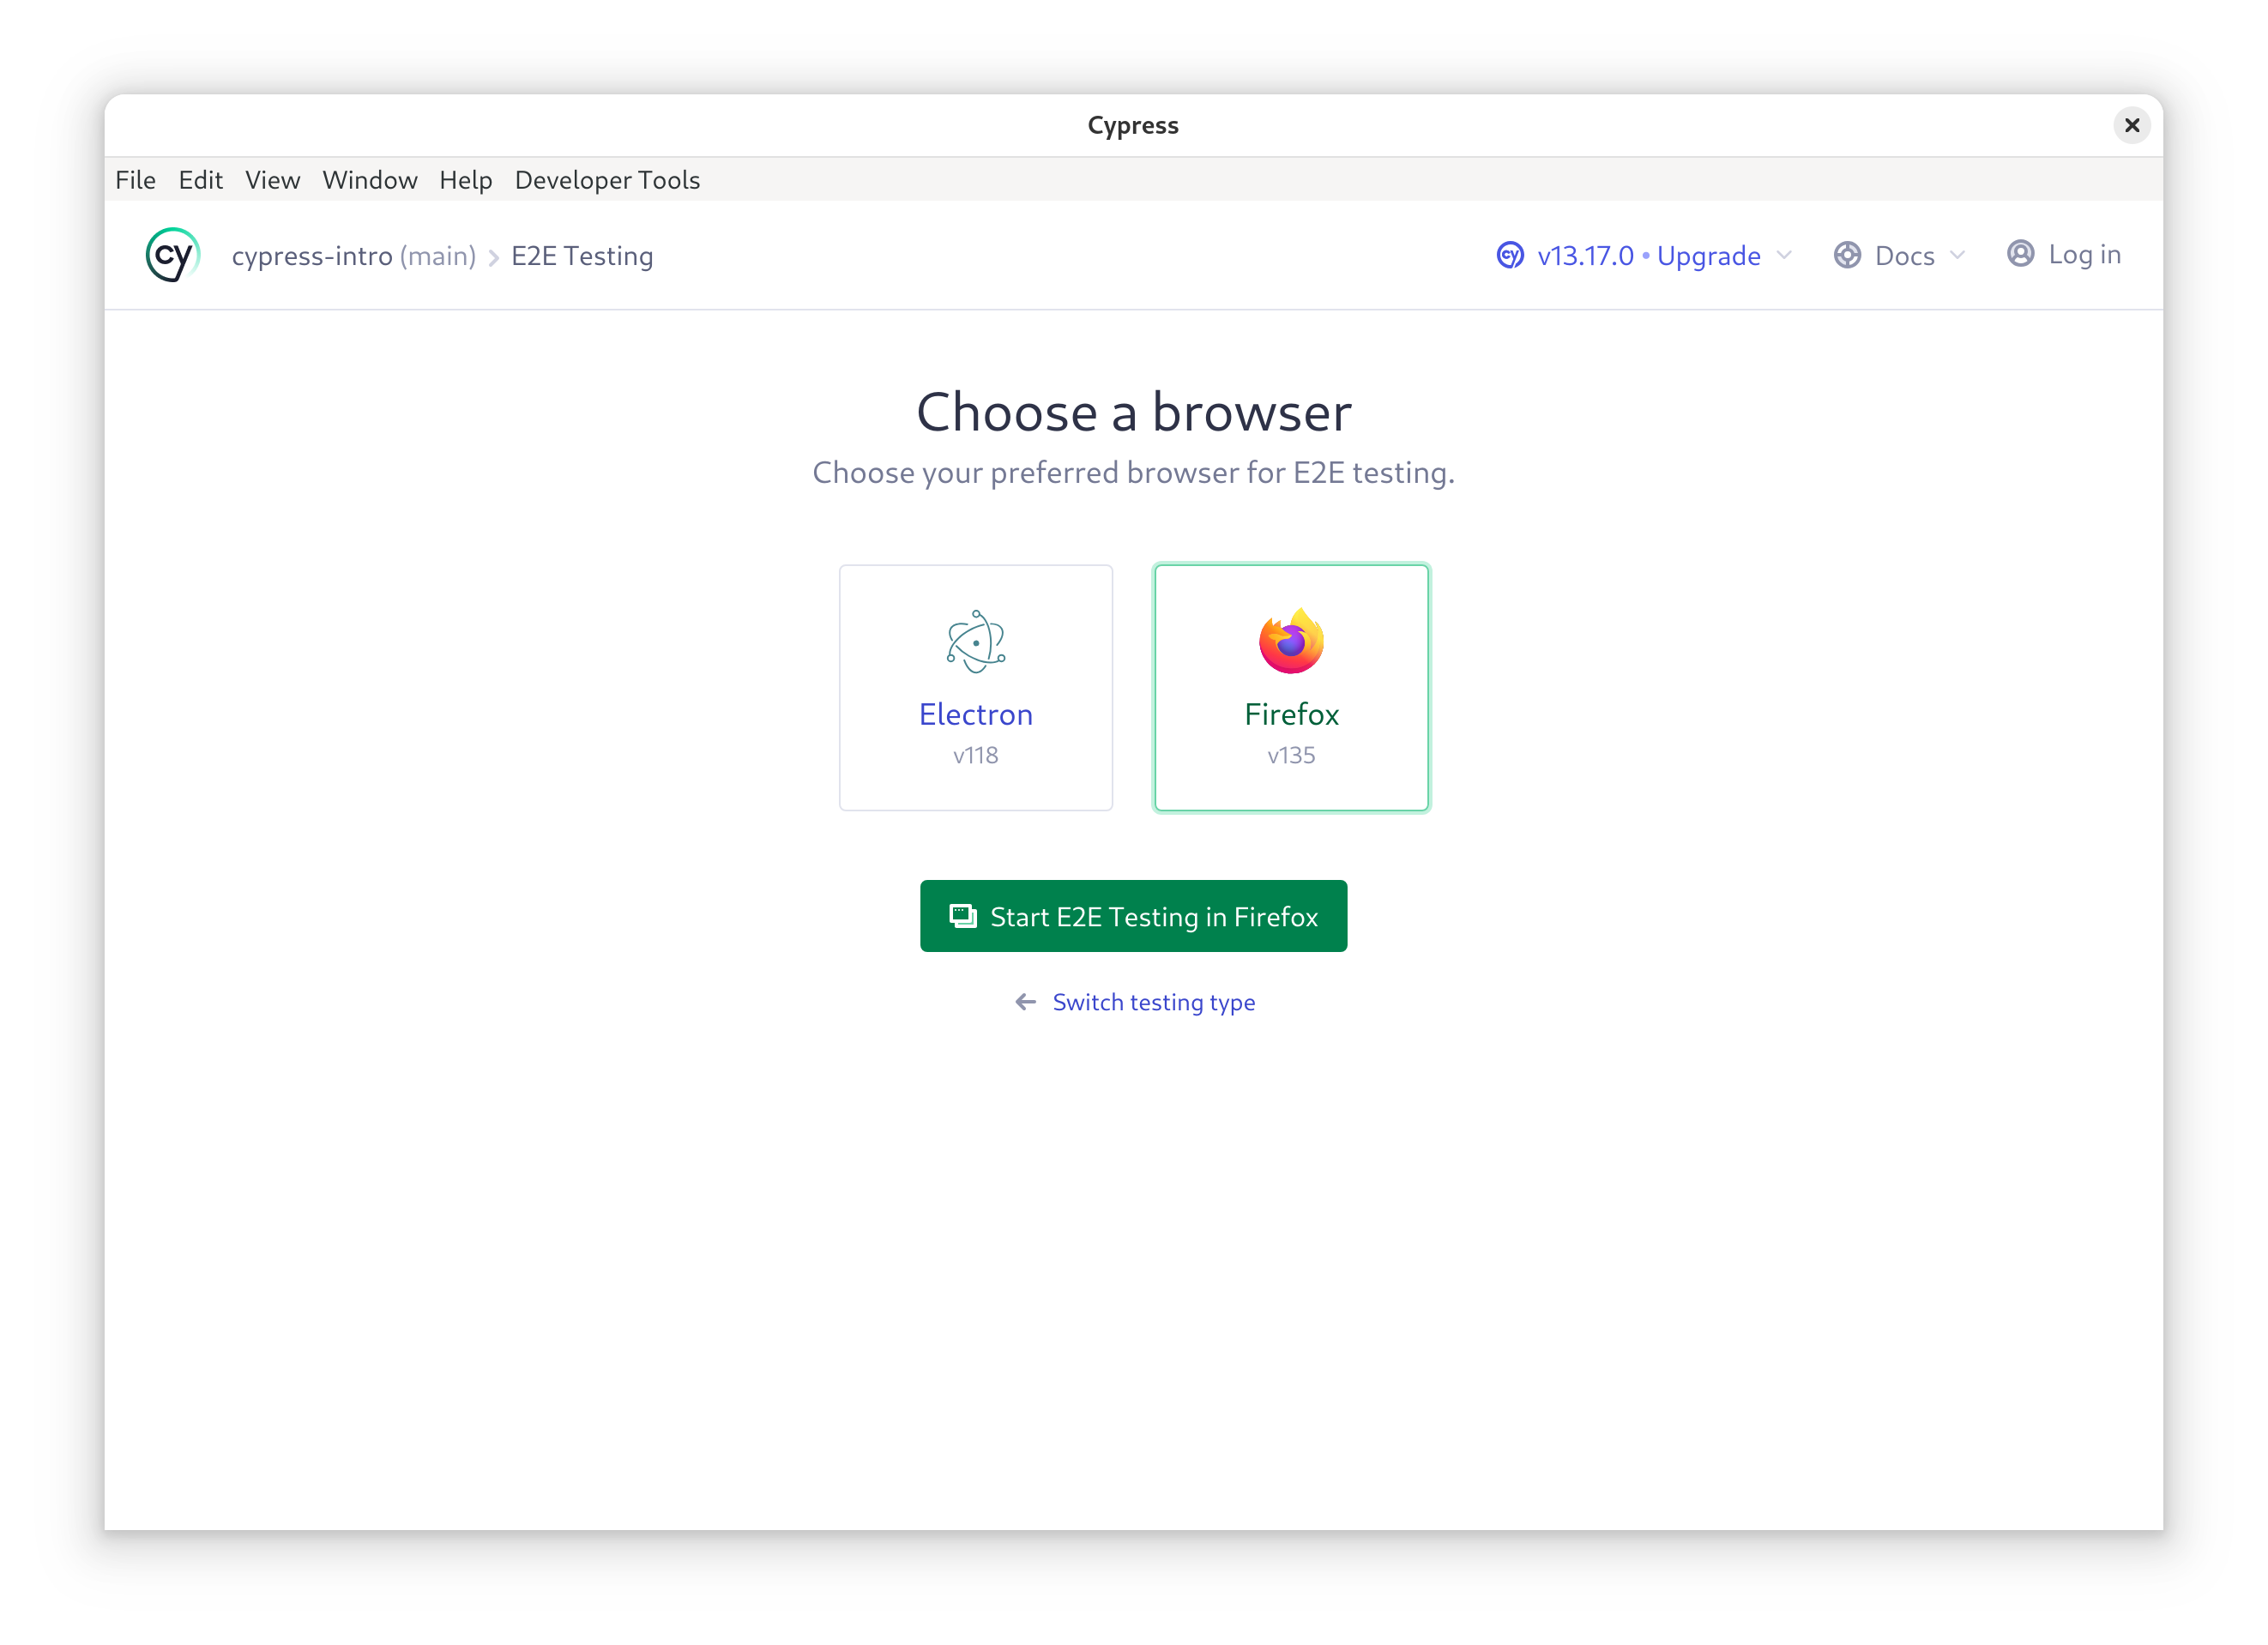 Cypress
File Edit View Window Help Developer Tools
cy cypress-intro (main) > E2E Testing cy v13.17.0 • Upgrade Docs Log in
Choose a browser
Choose your preferred browser for E2E testing.
Electron Firefox
v118 v135
Start E2E Testing in Firefox
← Switch testing type